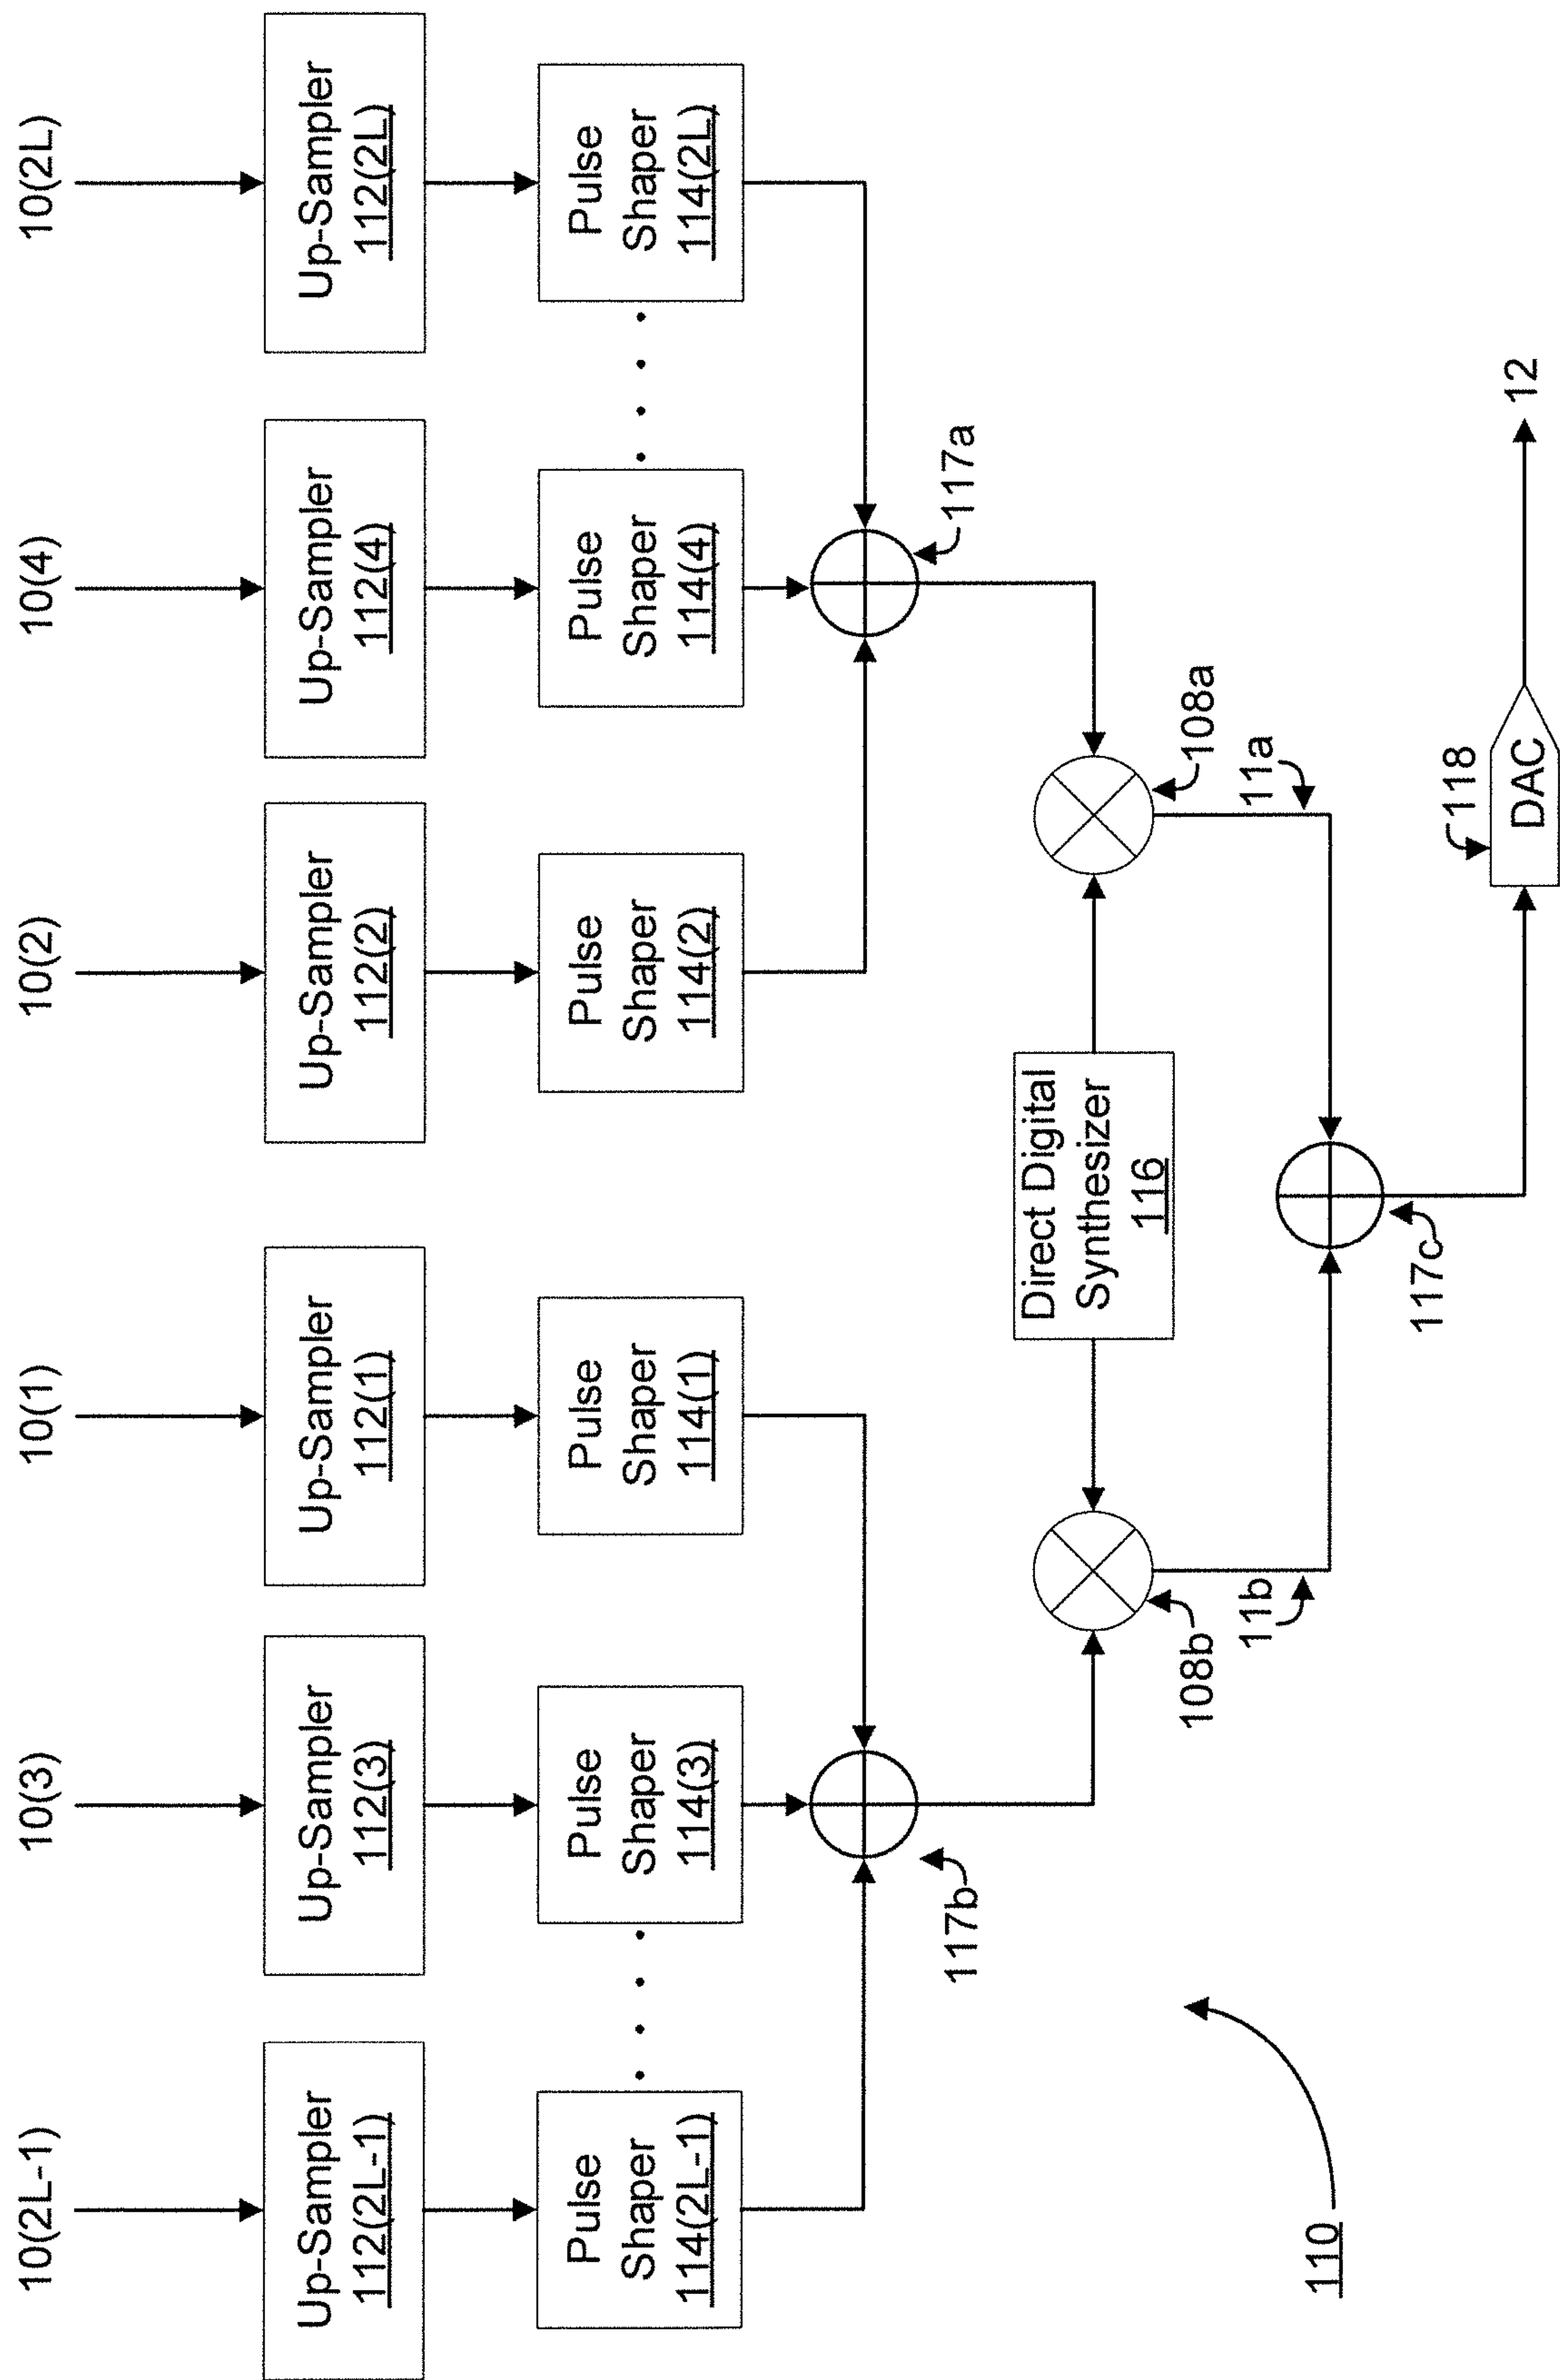 10(2L-1)
10(3)
10(1)
10(2)
10(4)
10(2L)
Up-Sampler
112(2L-1)
Up-Sampler
112(3)
Up-Sampler
112(1)
Up-Sampler
112(2)
Up-Sampler
112(4)
Up-Sampler
112(2L)
Pulse
Shaper
114(2L-1)
Pulse
Shaper
114(3)
Pulse
Shaper
114(1)
Pulse
Shaper
114(2)
Pulse
Shaper
114(4)
Pulse
Shaper
114(2L)
117b
117a
Direct Digital
Synthesizer
116
108b
108a
11b
11a
110
117c
118
DAC
12